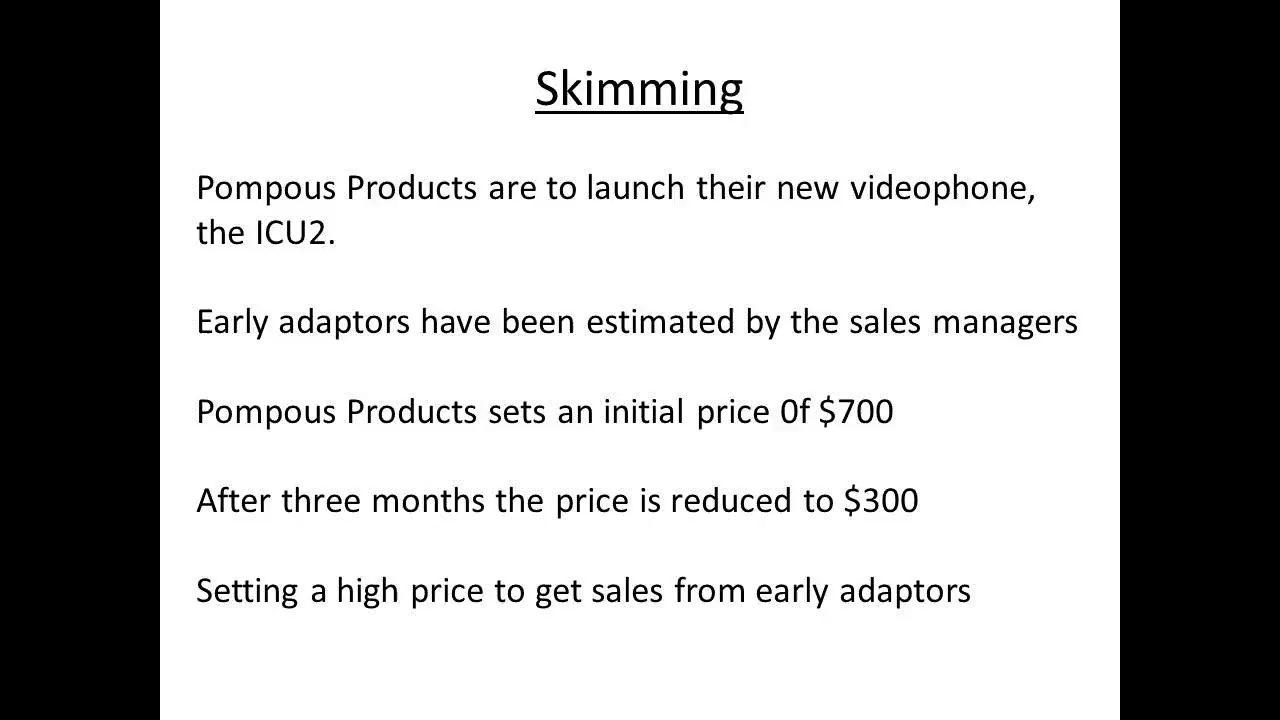 Skimming
Pompous Products are to launch their new videophone,
the ICU2.
Early adaptors have been estimated by the sales managers
Pompous Products sets an initial price 0f $700
After three months the price is reduced to $300
Setting a high price to get sales from early adaptors